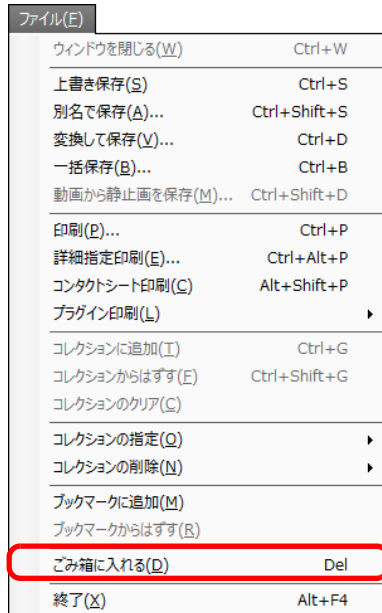 ファイル(F)
ウィンドウを閉じる(W) Ctrl+W
上書き保存(S) Ctrl+S
別名で保存(A)... Ctrl+Shift+S
変換して保存(V)... Ctrl+D
一括保存(B)... Ctrl+B
動画から静止画を保存(M)... Ctrl+Shift+D
印刷(P)... Ctrl+P
詳細指定印刷(E)... Ctrl+Alt+P
コンタクトシート印刷(C) Alt+Shift+P
プラグイン印刷(L)
コレクションに追加(T) Ctrl+G
コレクションからはずす(F) Ctrl+Shift+G
コレクションのクリア(C)
コレクションの指定(O)
コレクションの削除(N)
ブックマークに追加(M)
ブックマークからはずす(R)
ごみ箱に入れる(D) Del
終了(X) Alt+F4